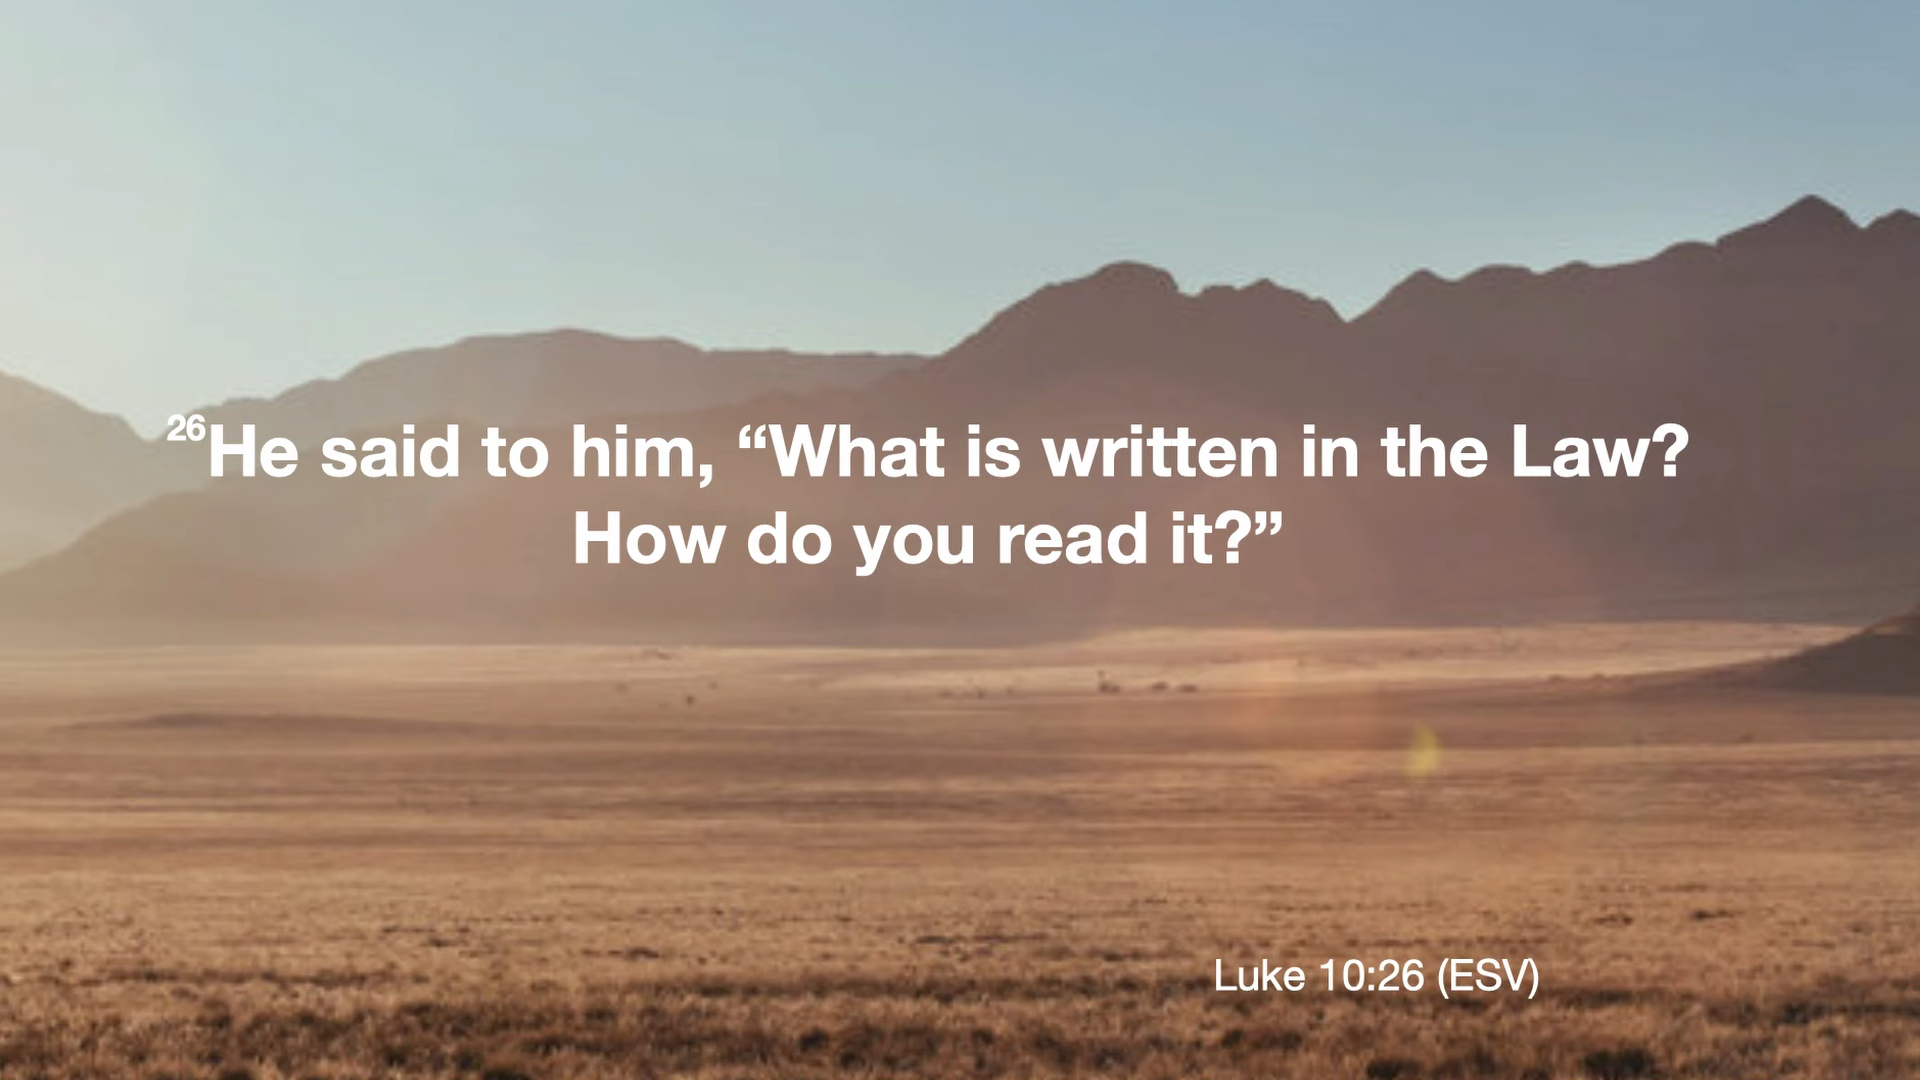 26He said to him, “What is written in the Law?
How do you read it?”
Luke 10:26 (ESV)